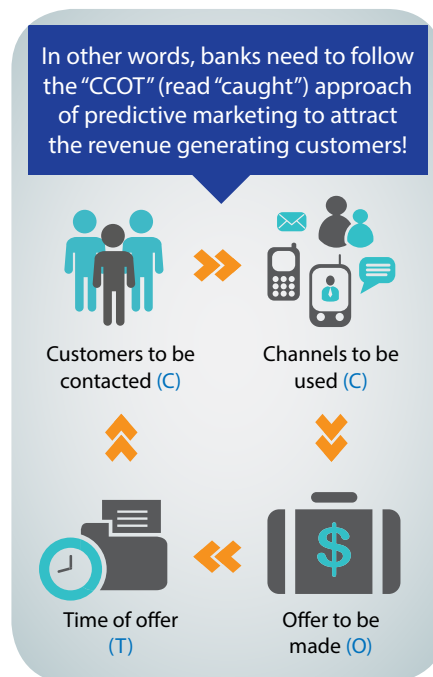 In other words, banks need to follow
the “CCOT” (read “caught”) approach
of predictive marketing to attract
the revenue generating customers!
Customers to be
contacted (C)
Channels to be
used (C)
Time of offer
(T)
Offer to be
made (O)
$